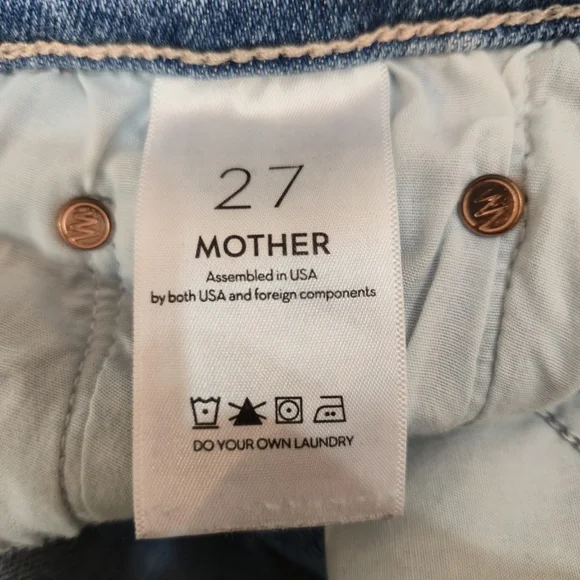 27
MOTHER
Assembled in USA
by both USA and foreign components
DO YOUR OWN LAUNDRY